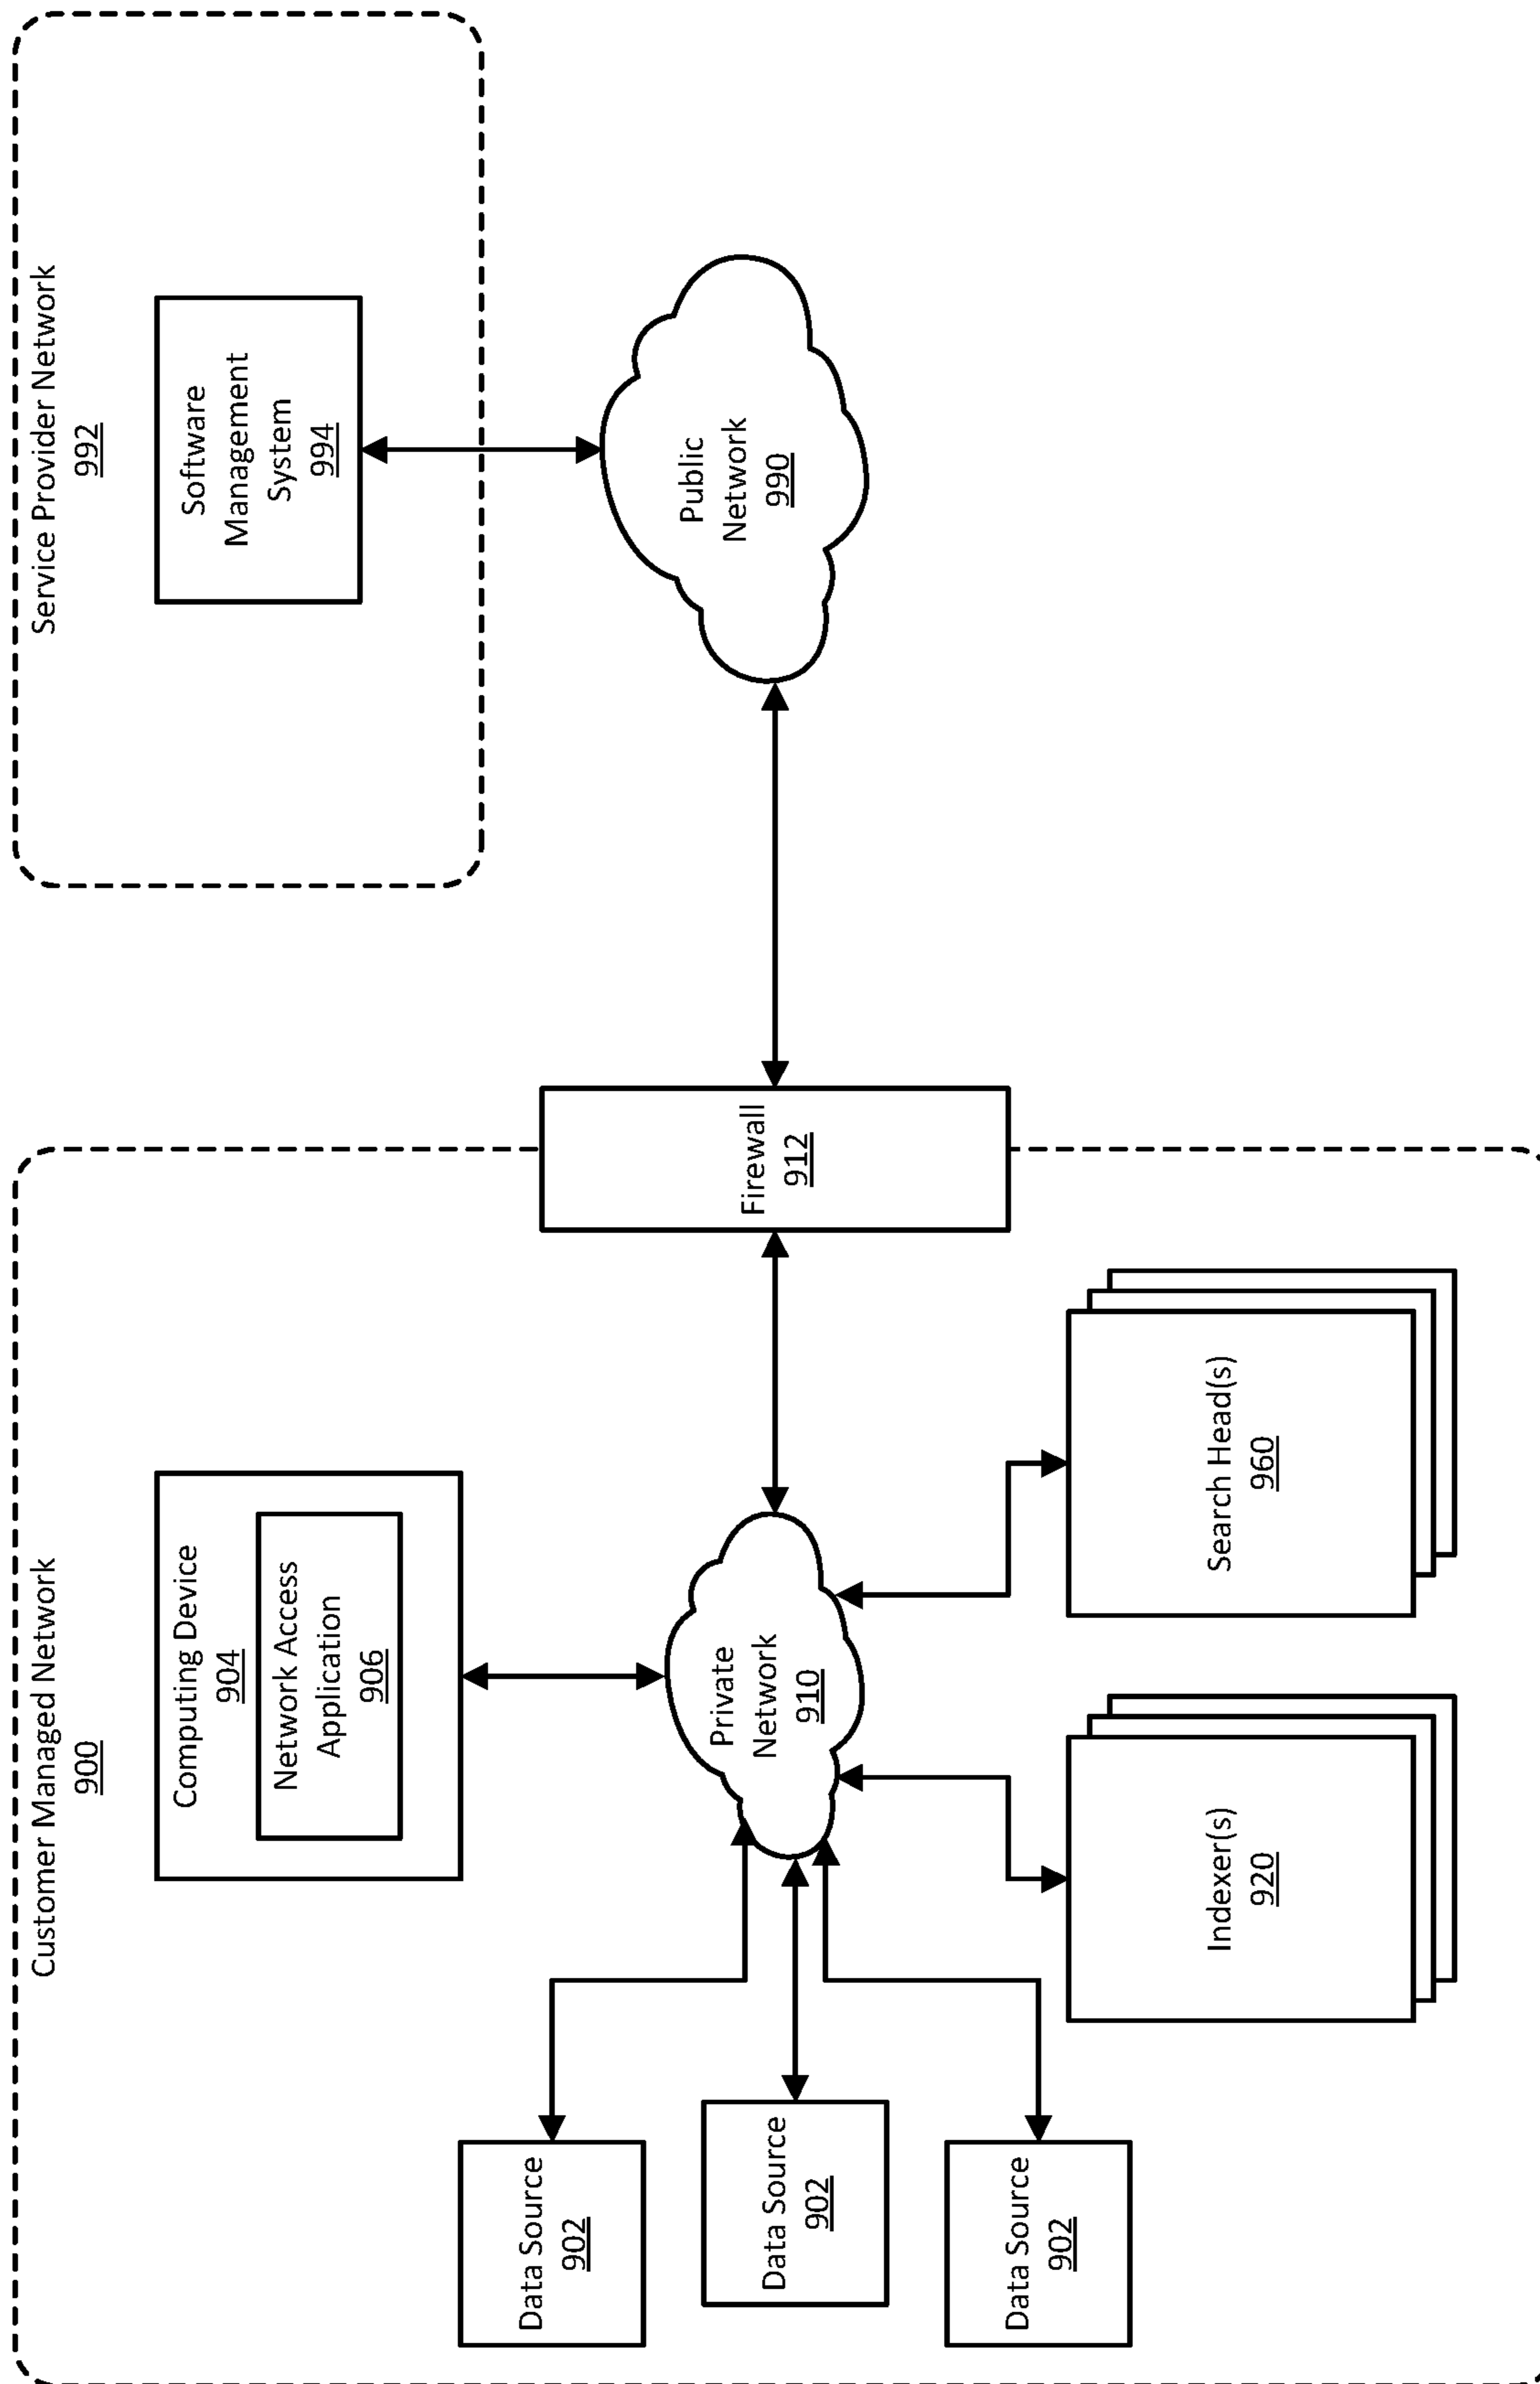 Customer Managed Network
900
Service Provider Network
992
Computing Device
904
Network Access
Application
906
Software
Management
System
994
Data Source
902
Data Source
902
Data Source
902
Private
Network
910
Firewall
912
Public
Network
990
Indexer(s)
920
Search Head(s)
960